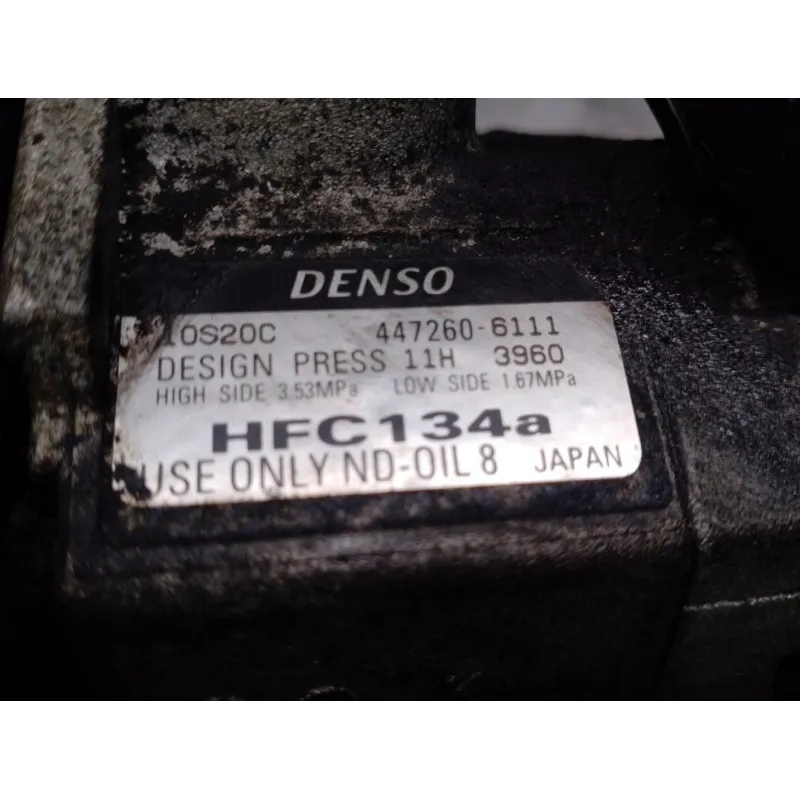 DENSO
10S20C 447260-6111
DESIGN PRESS 11H 3960
HIGH SIDE 3.53MPa LOW SIDE 1.67MPa
HFC134a
USE ONLY ND-OIL 8 JAPAN